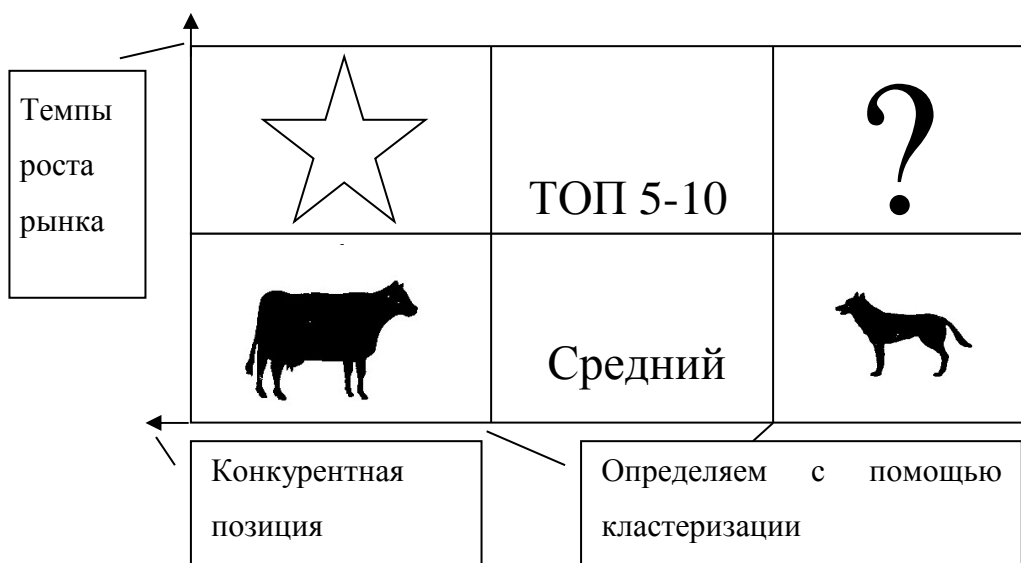 Темпы
роста
рынка
?
ТОП 5-10
Средний
Конкурентная
позиция
Определяем с помощью
кластеризации